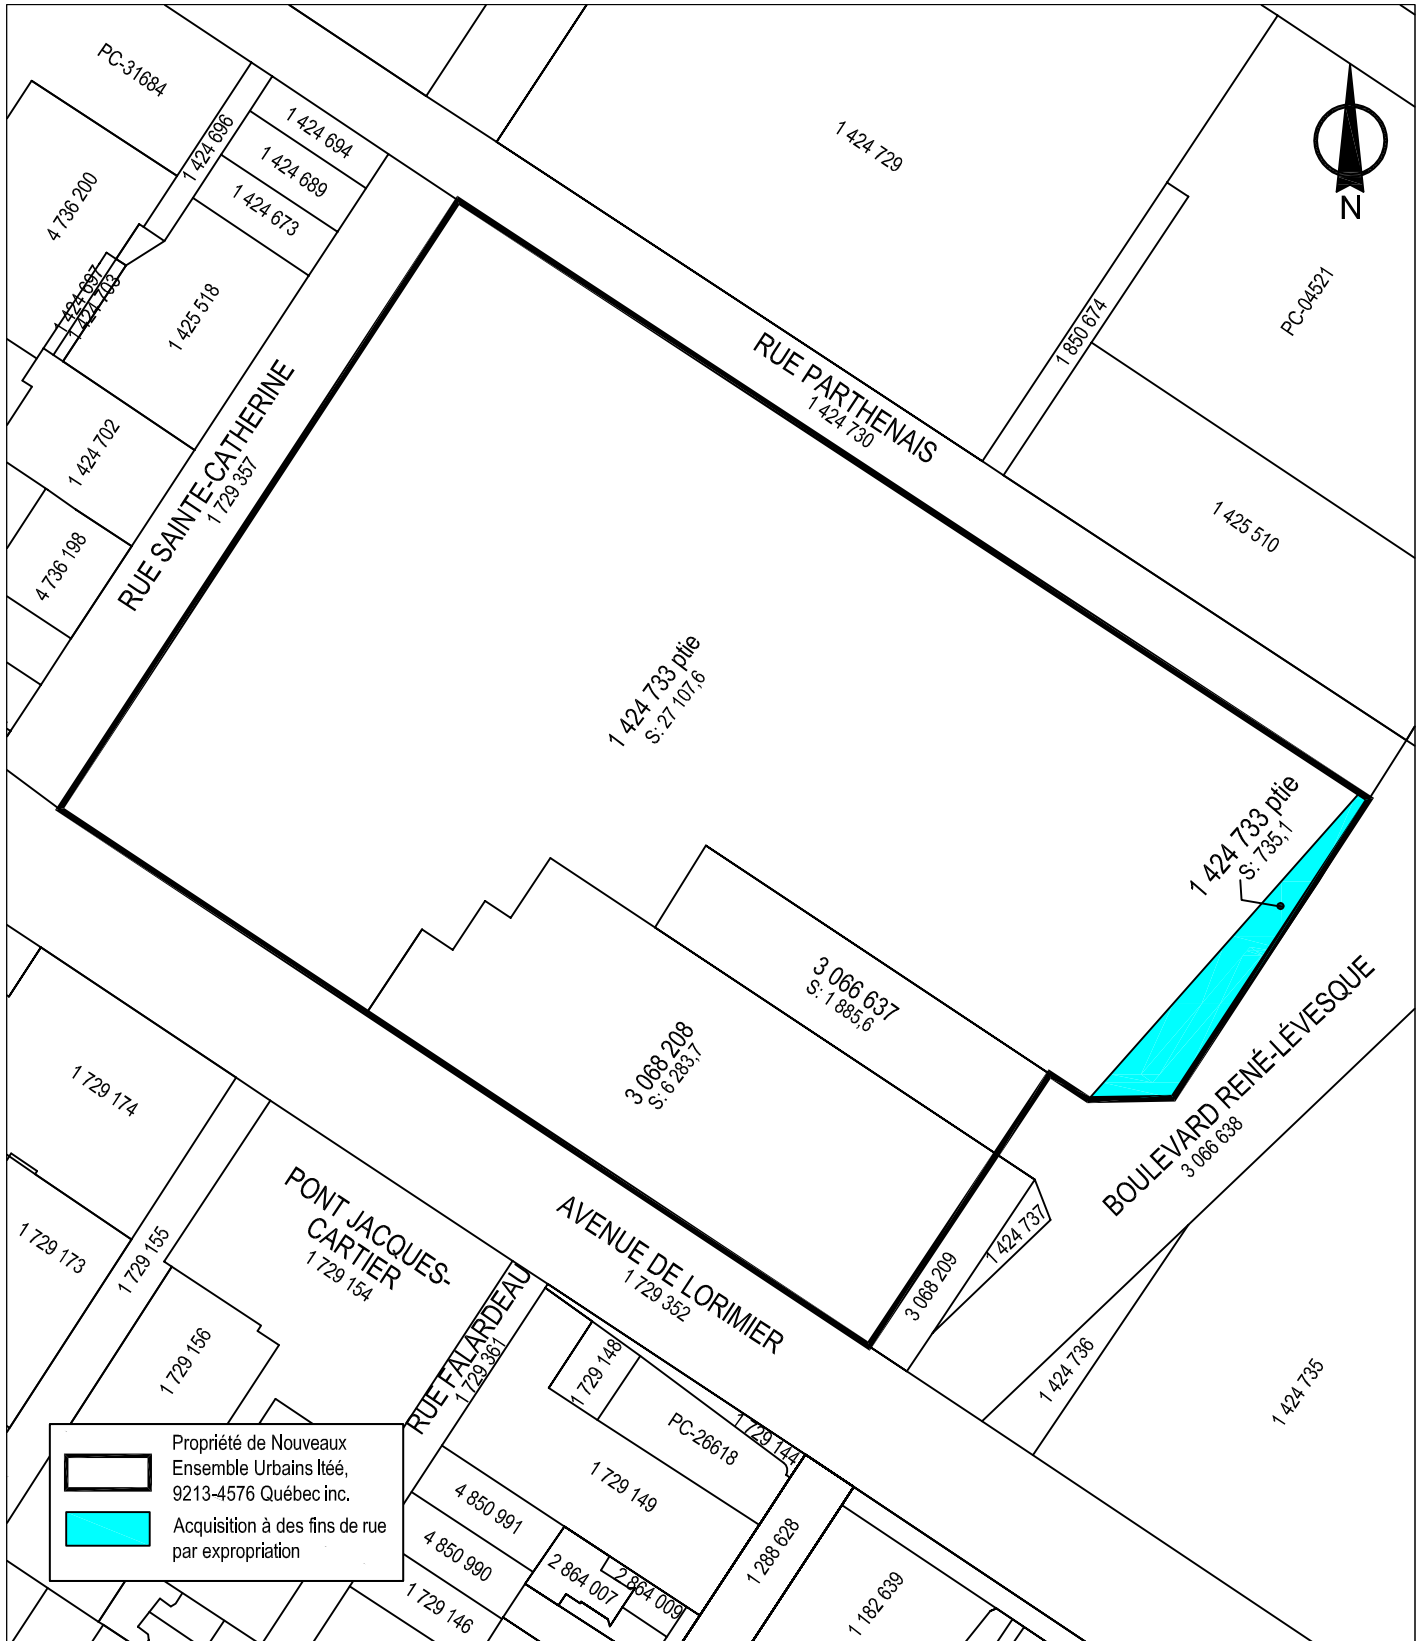 PC-31684
1 424 696
1 424 694
1 424 689
1 424 673
4 736 200
1 424 697
1 424 703
1 425 518
1 424 702
4 736 198
RUE SAINTE-CATHERINE
1 729 357
1 424 729
N
1 850 674
PC-04521
RUE PARTHENAIS
1 424 730
1 425 510
1 424 733 ptie
S: 27 107,6
1 424 733 ptie
S: 735,1
3 066 637
S: 1 885,6
3 068 208
S: 6 283,7
BOULEVARD RENÉ-LÉVESQUE
3 066 638
1 729 174
1 729 173
1 729 155
PONT JACQUES-
CARTIER
1 729 154
AVENUE DE LORIMIER
1 729 352
1 424 737
3 068 209
1 729 156
RUE FALARDEAU
1 729 361
1 729 148
PC-26618
1 729 144
1 424 736
1 424 735
1 729 149
4 850 991
4 850 990
1 729 146
2 864 007
2 864 009
1 288 628
1 182 639
Propriété de Nouveaux
Ensemble Urbains ltéé,
9213-4576 Québec inc.
Acquisition à des fins de rue
par expropriation